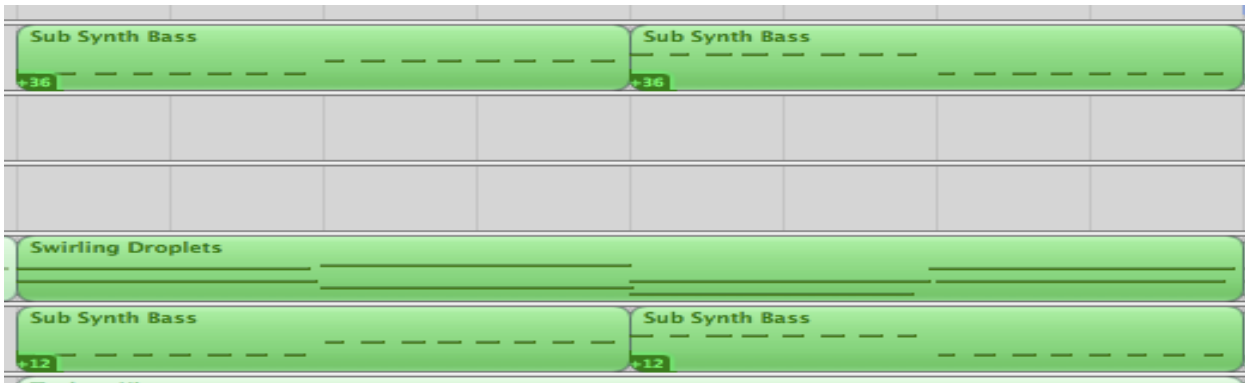 Sub Synth Bass
Sub Synth Bass
+36
+36
Swirling Droplets
Sub Synth Bass
Sub Synth Bass
+12
+12